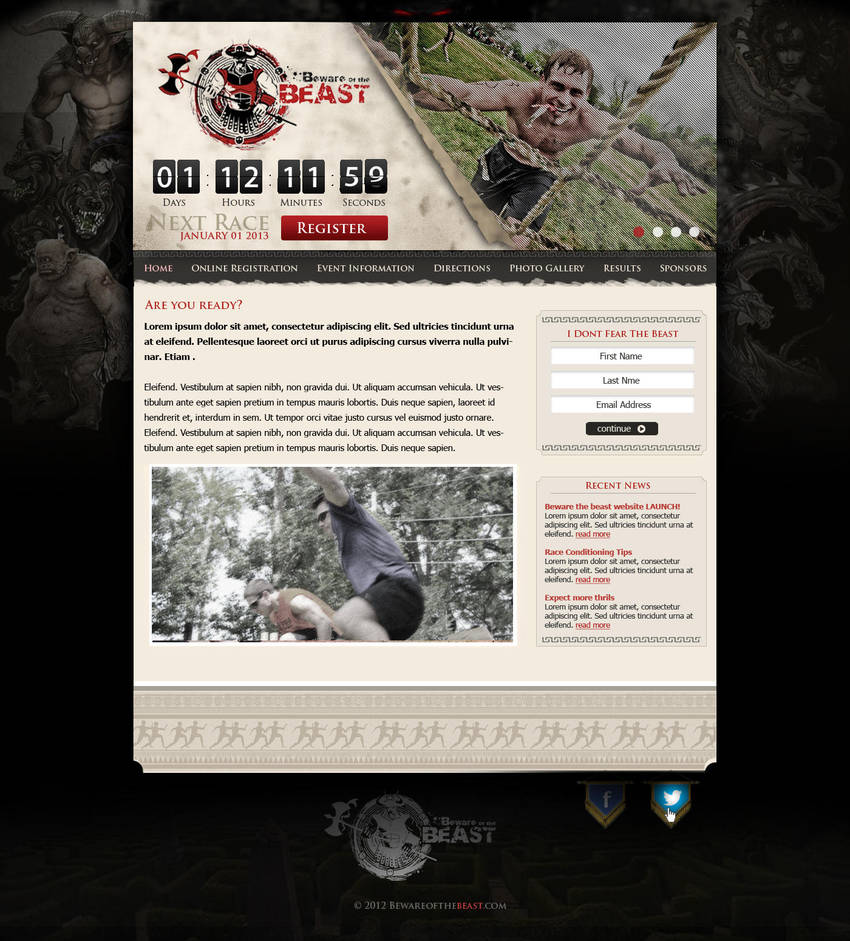 Beware of the
BEAST
01 : 12 : 11 : 59
Days Hours Minutes Seconds
Next Race
January 01 2013
Register
Home Online Registration Event Information Directions Photo Gallery Results Sponsors
Are you ready?
Lorem ipsum dolor sit amet, consectetur adipiscing elit. Sed ultricies tincidunt urna
at eleifend. Pellentesque laoreet orci ut purus adipiscing cursus viverra nulla pulvi-
nar. Etiam .
Eleifend. Vestibulum at sapien nibh, non gravida dui. Ut aliquam accumsan vehicula. Ut ves-
tibulum ante eget sapien pretium in tempus mauris lobortis. Duis neque sapien, laoreet id
hendrerit et, interdum in sem. Ut tempor orci vitae justo cursus vel euismod justo ornare.
Eleifend. Vestibulum at sapien nibh, non gravida dui. Ut aliquam accumsan vehicula. Ut ves-
tibulum ante eget sapien pretium in tempus mauris lobortis. Duis neque sapien.
I Dont Fear The Beast
First Name
Last Nme
Email Address
continue
Recent News
Beware the beast website LAUNCH!
Lorem ipsum dolor sit amet, consectetur
adipiscing elit. Sed ultricies tincidunt urna at
eleifend. read more
Race Conditioning Tips
Lorem ipsum dolor sit amet, consectetur
adipiscing elit. Sed ultricies tincidunt urna at
eleifend. read more
Expect more thrils
Lorem ipsum dolor sit amet, consectetur
adipiscing elit. Sed ultricies tincidunt urna at
eleifend. read more
f
Beware of the
BEAST
© 2012 Bewareofthebeast.com